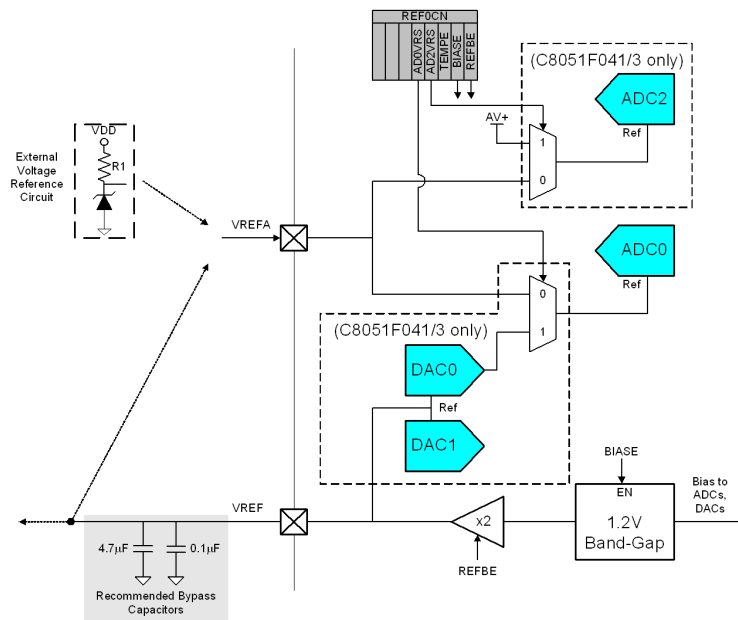 REF0CN
AD0VRS
AD2VRS
TEMPE
BIASE
REFBE
(C8051F041/3 only)
ADC2
Ref
AV+
1
0
VDD
R1
External
Voltage
Reference
Circuit
VREFA
ADC0
Ref
0
1
(C8051F041/3 only)
DAC0
Ref
DAC1
BIASE
EN
1.2V
Band-Gap
Bias to
ADCs,
DACs
VREF
x2
REFBE
4.7µF
0.1µF
Recommended Bypass
Capacitors